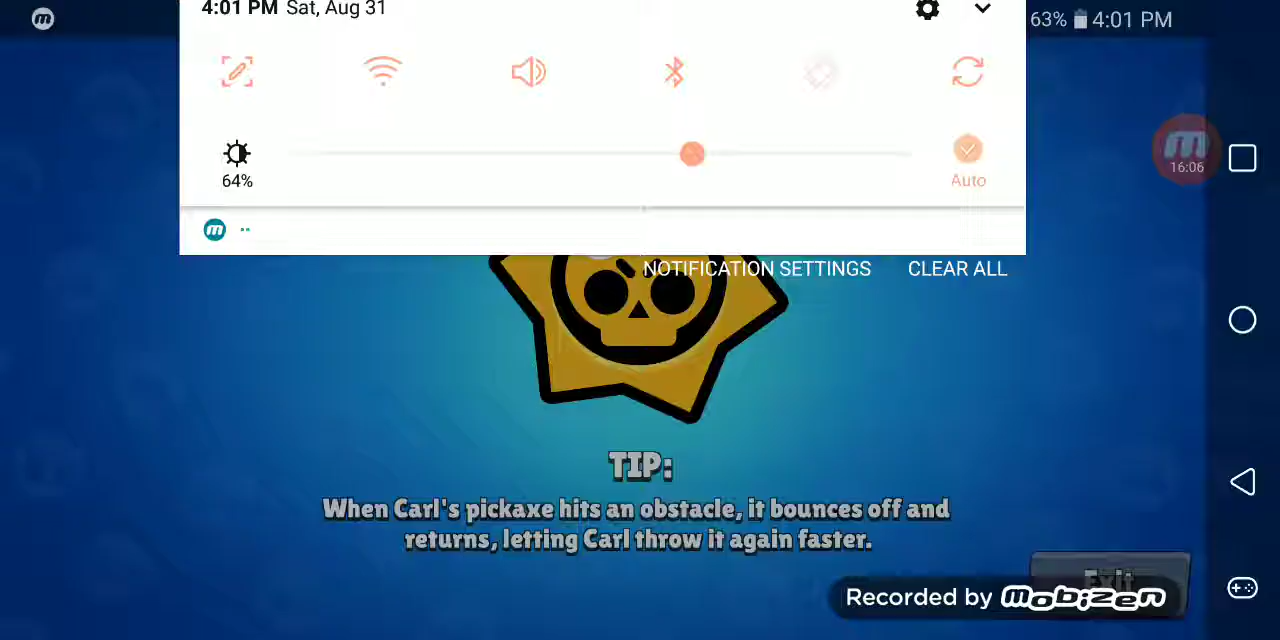 4:01 PM Sat, Aug 31
63% 4:01 PM
16:06
64%
Auto
NOTIFICATION SETTINGS CLEAR ALL
TIP:
When Carl's pickaxe hits an obstacle, it bounces off and
returns, letting Carl throw it again faster.
Exit
Recorded by mobizen